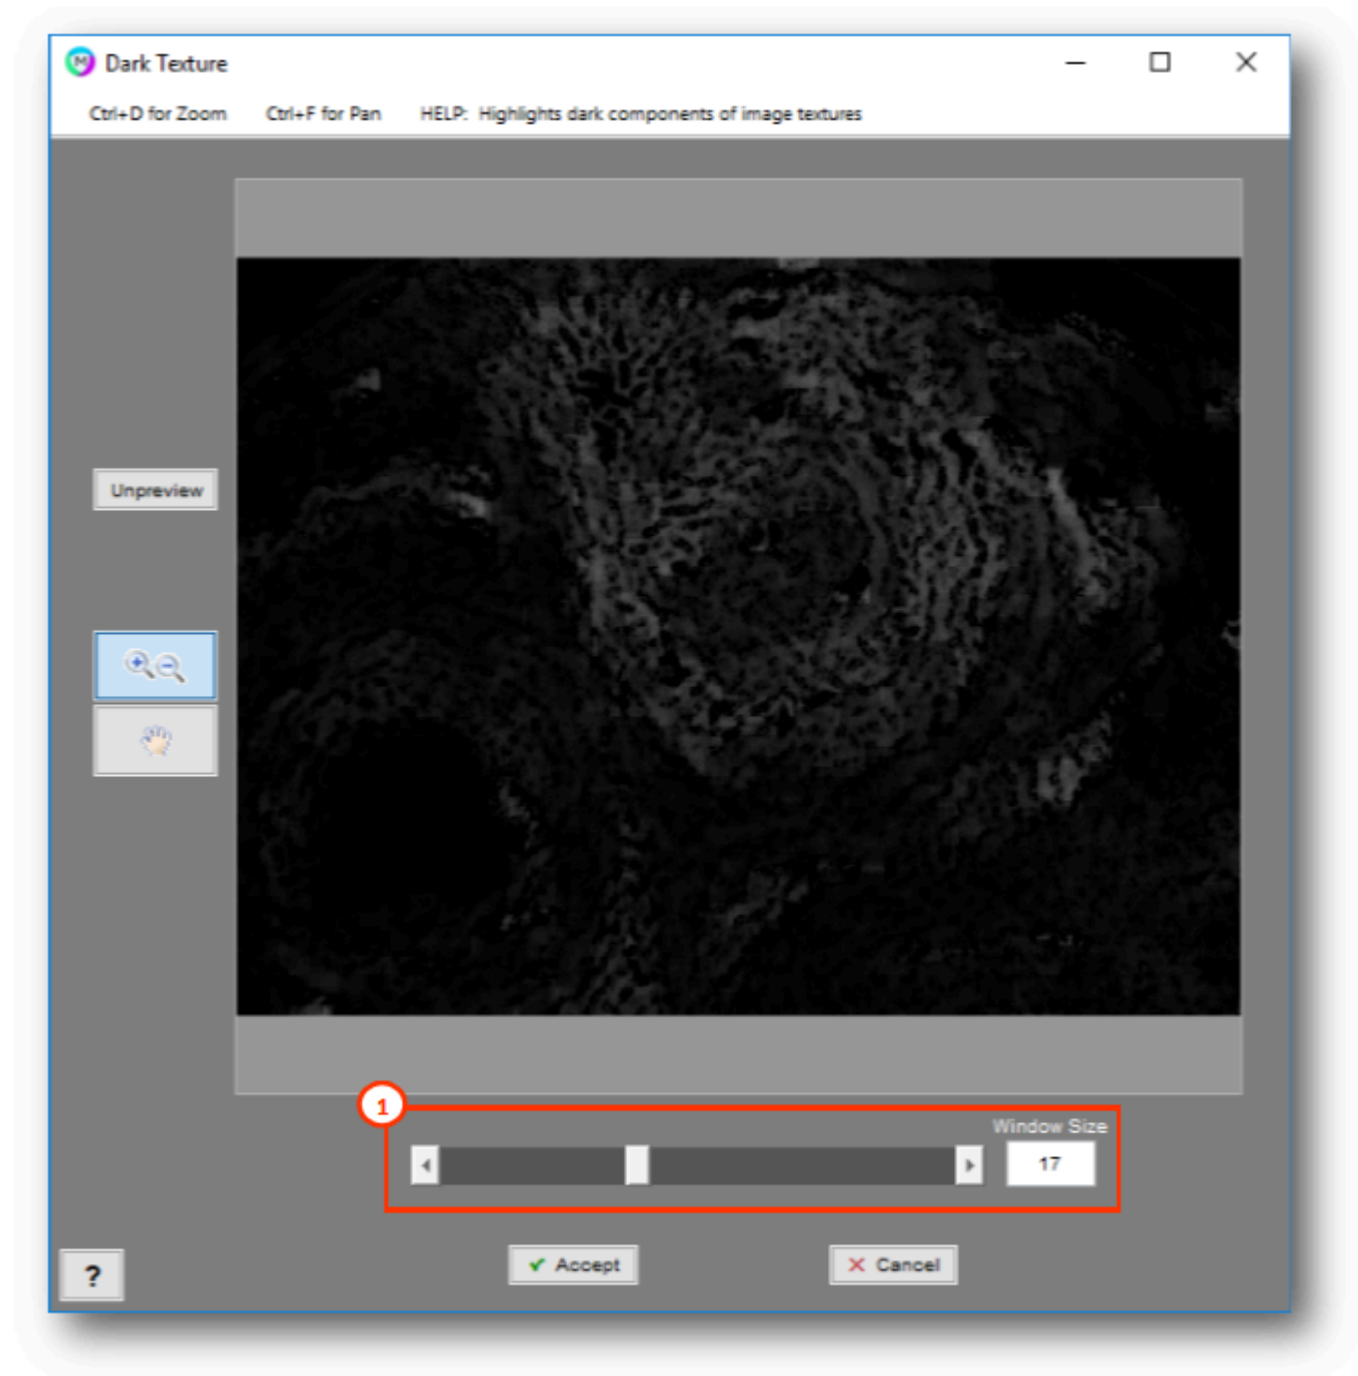 Dark Texture
Ctrl+D for Zoom Ctrl+F for Pan HELP: Highlights dark components of image textures
Unpreview
1
Window Size
17
Accept Cancel
?